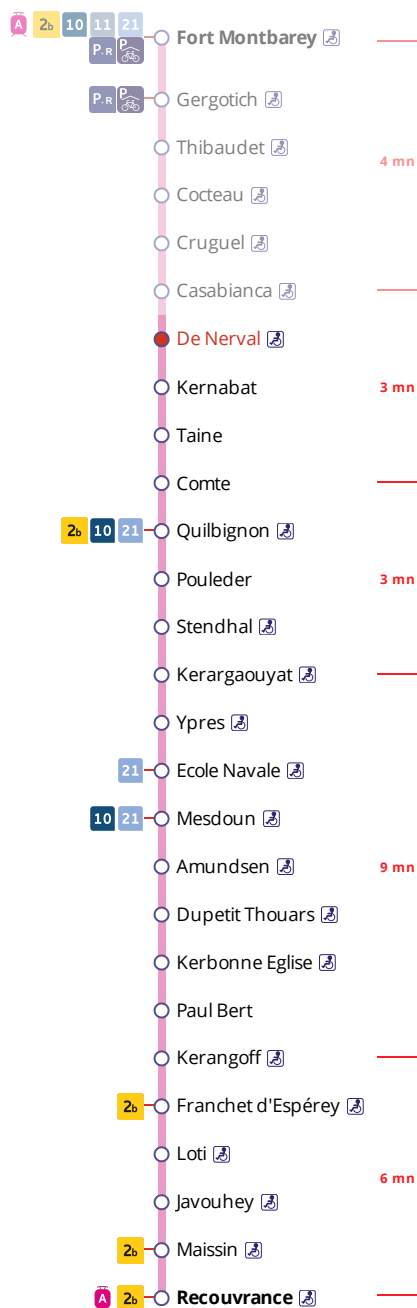 A 2b 10 11 21 Fort Montbarey
P+R P
P+R P Gergotich
Thibaudet
4 mn
Cocteau
Cruguel
Casabianca
De Nerval
Kernabat 3 mn
Taine
Comte
2b 10 21 Quilbignon
Pouleder 3 mn
Stendhal
Kerargaouyat
Ypres
21 Ecole Navale
10 21 Mesdoun
Amundsen 9 mn
Dupetit Thouars
Kerbonne Eglise
Paul Bert
Kerangoff
2b Franchet d'Espérey
Loti
6 mn
Javouhey
2b Maissin
A 2b Recouvrance